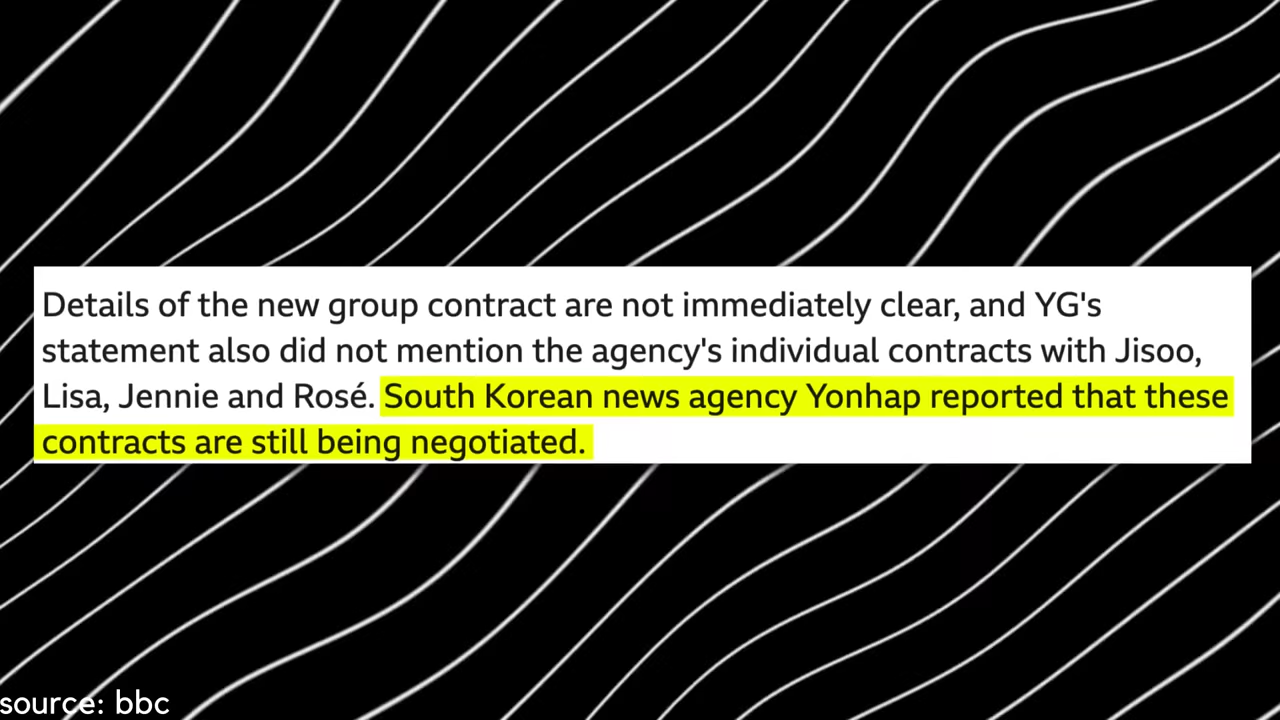 Details of the new group contract are not immediately clear, and YG's
statement also did not mention the agency's individual contracts with Jisoo,
Lisa, Jennie and Rosé. South Korean news agency Yonhap reported that these
contracts are still being negotiated.
source: bbc